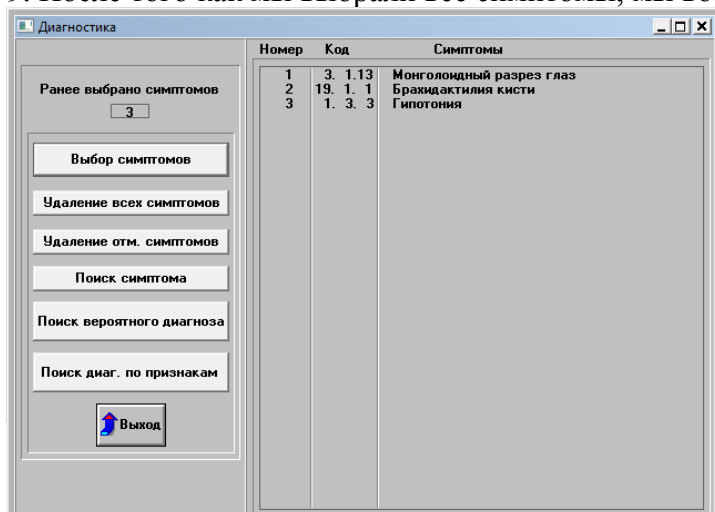 9. После того как мы выбрали все симптомы, мы во
Диагностика
Номер Код Симптомы
1 3. 1.13 Монголоидный разрез глаз
2 19. 1. 1 Брахидактилия кисти
3 1. 3. 3 Гипотония
Ранее выбрано симптомов
3
Выбор симптомов
Удаление всех симптомов
Удаление отм. симптомов
Поиск симптома
Поиск вероятного диагноза
Поиск диаг. по признакам
Выход